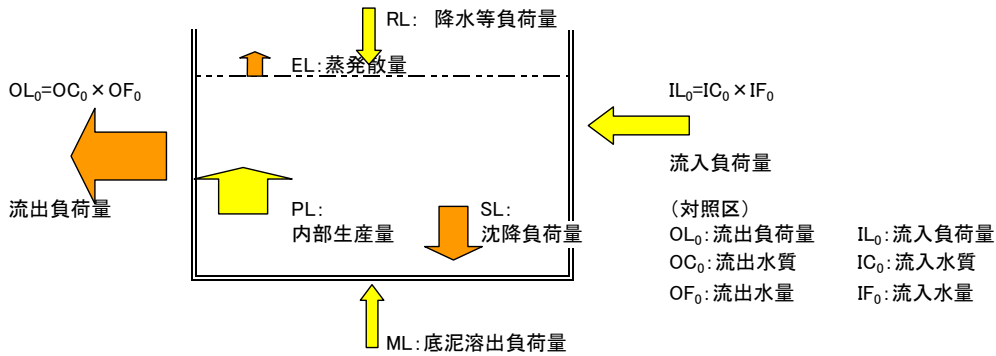 RL: 降水等負荷量
EL:蒸発散量
OL₀=OC₀×OF₀
IL₀=IC₀×IF₀
流入負荷量
流出負荷量
PL:
内部生産量
SL:
沈降負荷量
(対照区)
OL₀:流出負荷量 IL₀:流入負荷量
OC₀:流出水質 IC₀:流入水質
OF₀:流出水量 IF₀:流入水量
ML:底泥溶出負荷量